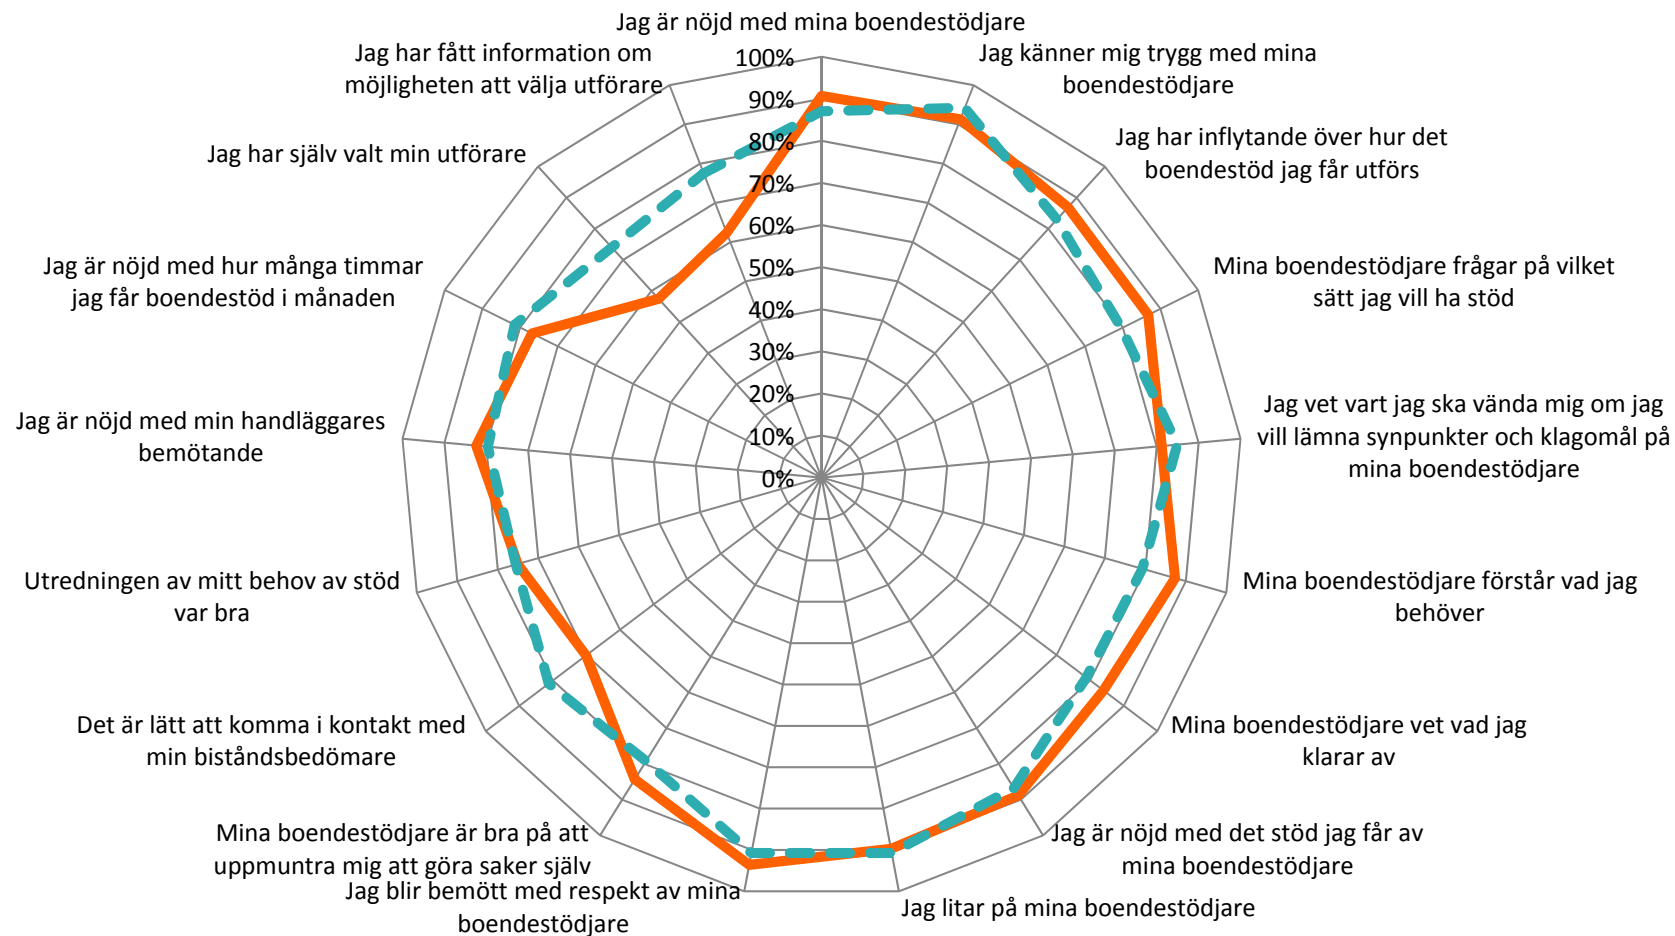 Jag är nöjd med mina boendestödjare
Jag känner mig trygg med mina
boendestödjare
Jag har inflytande över hur det
boendestöd jag får utförs
Mina boendestödjare frågar på vilket
sätt jag vill ha stöd
Jag vet vart jag ska vända mig om jag
vill lämna synpunkter och klagomål på
mina boendestödjare
Mina boendestödjare förstår vad jag
behöver
Mina boendestödjare vet vad jag
klarar av
Jag är nöjd med det stöd jag får av
mina boendestödjare
Jag litar på mina boendestödjare
Jag blir bemött med respekt av mina
boendestödjare
Mina boendestödjare är bra på att
uppmuntra mig att göra saker själv
Det är lätt att komma i kontakt med
min biståndsbedömare
Utredningen av mitt behov av stöd
var bra
Jag är nöjd med min handläggares
bemötande
Jag är nöjd med hur många timmar
jag får boendestöd i månaden
Jag har själv valt min utförare
Jag har fått information om
möjligheten att välja utförare
100%
90%
80%
70%
60%
50%
40%
30%
20%
10%
0%